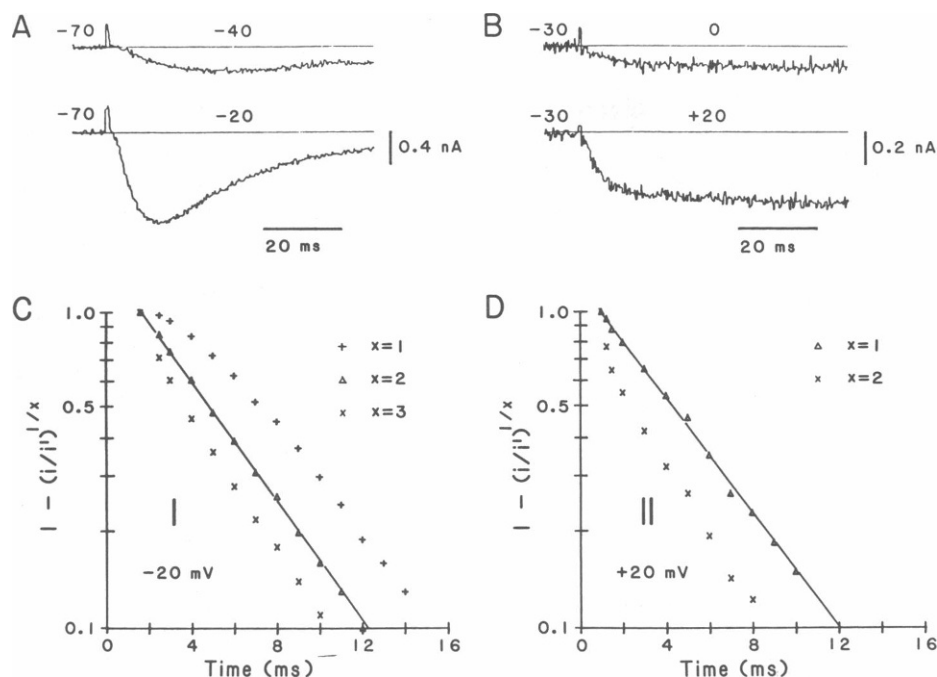 A
-70
-40
-70
-20
0.4 nA
20 ms
B
-30
0
-30
+20
0.2 nA
20 ms
C
1.0
0.5
0.1
I - (i/i')^1/x
+ x=1
△ x=2
× x=3
I
-20 mV
0 4 8 12 16
Time (ms)
D
1.0
0.5
0.1
I - (i/i')^1/x
△ x=1
× x=2
II
+20 mV
0 4 8 12 16
Time (ms)